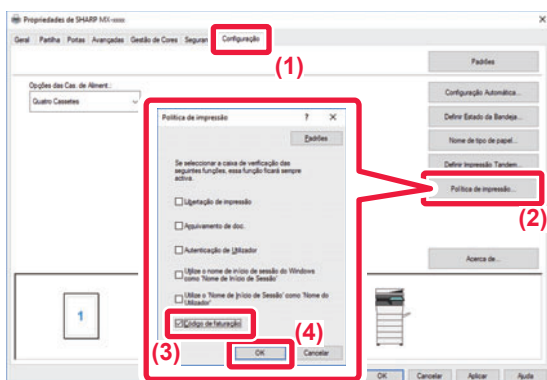 Propriedades de SHARP MX-xxxx
Geral Partilha Portas Avançadas Gestão de Cores Seguran Configuração
(1)
Padrões
Opções das Cas. de Aliment.:
Quatro Cassetes
Configuração Automática...
Definir Estado da Bandeja...
Nome de tipo de papel...
Definir Impressão Tandem...
Política de impressão...
(2)
Acerca de...
Política de impressão ? ×
Padrões
Se seleccionar a caixa de verificação das
seguintes funções, essa função ficará sempre
activa.
Libertação de impressão
Arquivamento de doc.
Autenticação de Utilizador
Utilize o nome de início de sessão do Windows
como 'Nome de Início de Sessão'
Utilize o 'Nome de Início de Sessão' como 'Nome do
Utilizador'
Código de faturação
(3)
(4)
OK Cancelar
1
OK Cancelar Aplicar Ajuda